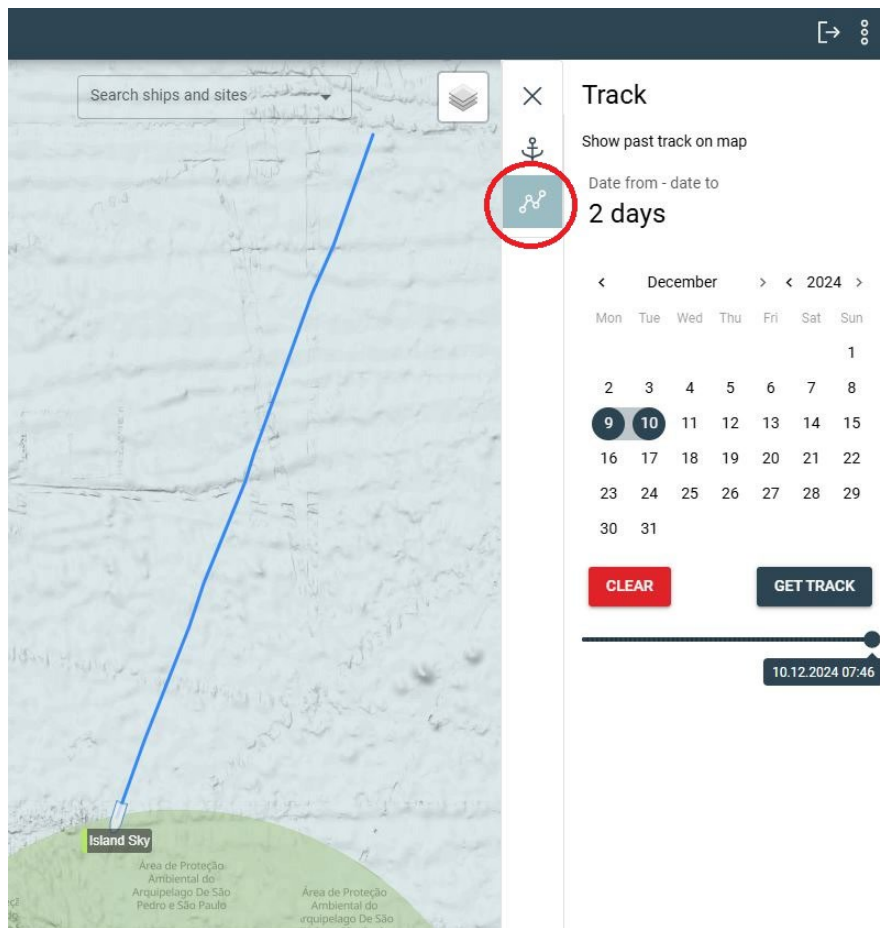 Search ships and sites
Track
Show past track on map
Date from - date to
2 days
December 2024
Mon Tue Wed Thu Fri Sat Sun
1
2 3 4 5 6 7 8
9 10 11 12 13 14 15
16 17 18 19 20 21 22
23 24 25 26 27 28 29
30 31
CLEAR GET TRACK
10.12.2024 07:46
Island Sky
Área de Proteção
Ambiental do
Arquipelago De São
Pedro e São Paulo
Área de Proteção
Ambiental do
rquipelago De São